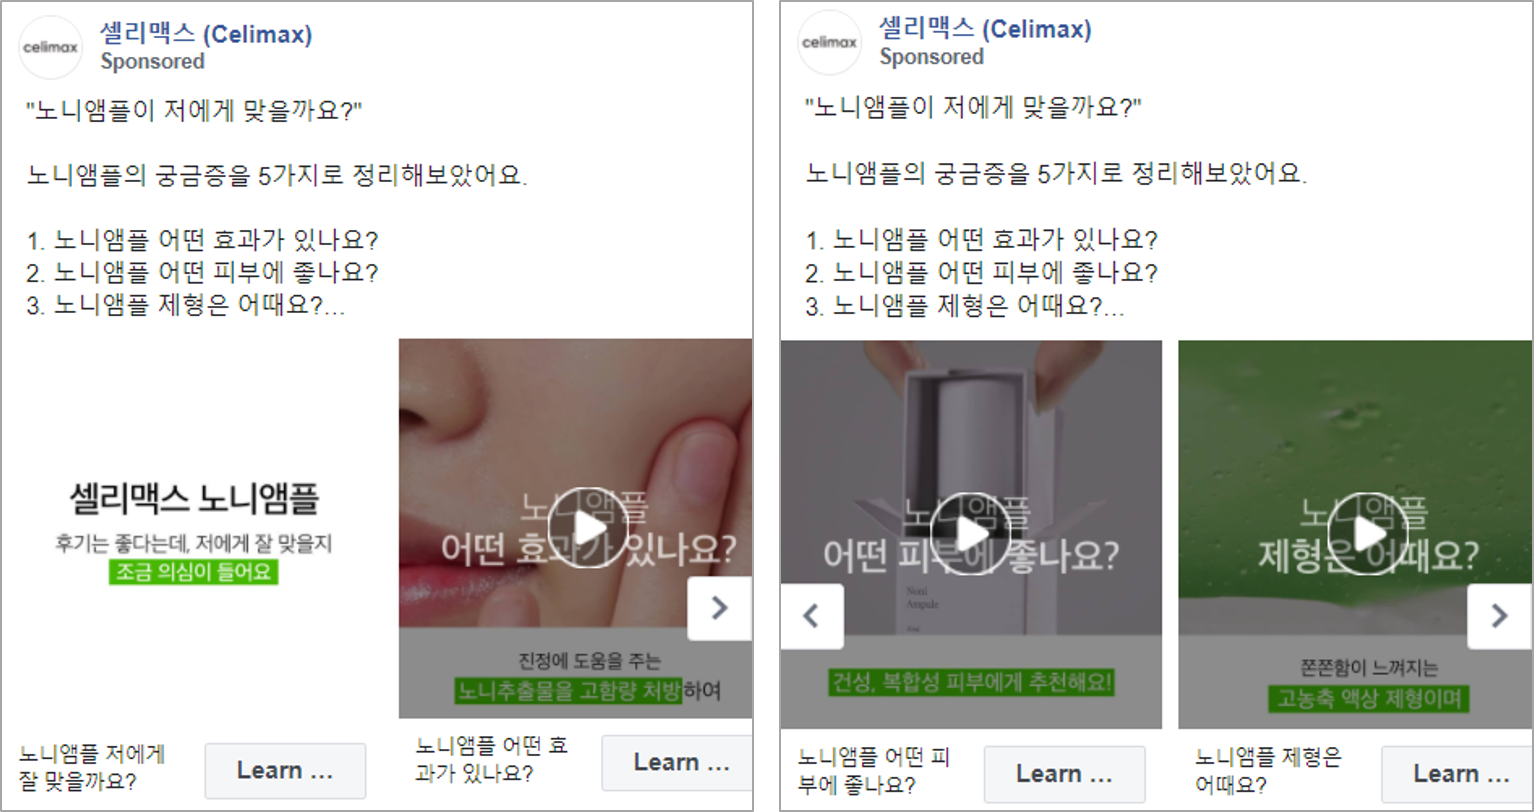 celimax
셀리맥스 (Celimax)
Sponsored
"노니앰플이 저에게 맞을까요?"
노니앰플의 궁금증을 5가지로 정리해보았어요.
1. 노니앰플 어떤 효과가 있나요?
2. 노니앰플 어떤 피부에 좋나요?
3. 노니앰플 제형은 어때요?...
셀리맥스 노니앰플
후기는 좋다는데, 저에게 잘 맞을지
조금 의심이 들어요
노니앰플
어떤 효과가 있나요?
진정에 도움을 주는
노니추출물을 고함량 처방하여
노니앰플 저에게
잘 맞을까요?
Learn ...
노니앰플 어떤 효
과가 있나요?
Learn ...
celimax
셀리맥스 (Celimax)
Sponsored
"노니앰플이 저에게 맞을까요?"
노니앰플의 궁금증을 5가지로 정리해보았어요.
1. 노니앰플 어떤 효과가 있나요?
2. 노니앰플 어떤 피부에 좋나요?
3. 노니앰플 제형은 어때요?...
노니앰플
어떤 피부에 좋나요?
Noni
Ampule
건성, 복합성 피부에게 추천해요!
노니앰플
제형은 어때요?
쫀쫀함이 느껴지는
고농축 액상 제형이며
노니앰플 어떤 피
부에 좋나요?
Learn ...
노니앰플 제형은
어때요?
Learn ...